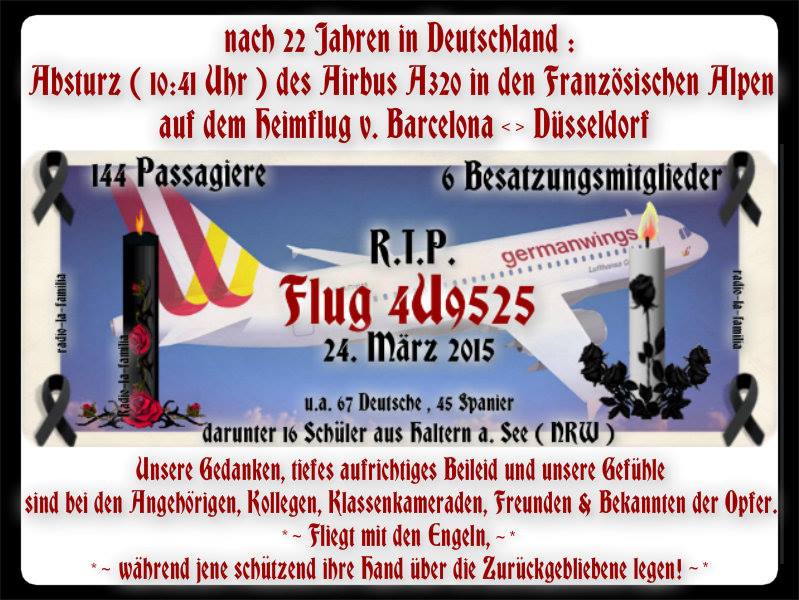 nach 22 Jahren in Deutschland :
Absturz ( 10:41 Uhr ) des Airbus A320 in den Französischen Alpen
auf dem Heimflug v. Barcelona <> Düsseldorf
144 Passagiere
6 Besatzungsmitglieder
germanwings
Lufthansa
R.I.P.
Flug 4U9525
24. März 2015
radio-la-familia
Radio-la-familia
radio-la-familia
u.a. 67 Deutsche , 45 Spanier
darunter 16 Schüler aus Haltern a. See ( NRW )
Unsere Gedanken, tiefes aufrichtiges Beileid und unsere Gefühle
sind bei den Angehörigen, Kollegen, Klassenkameraden, Freunden & Bekannten der Opfer.
*~ Fliegt mit den Engeln, ~*
*~ während jene schützend ihre Hand über die Zurückgebliebene legen! ~*